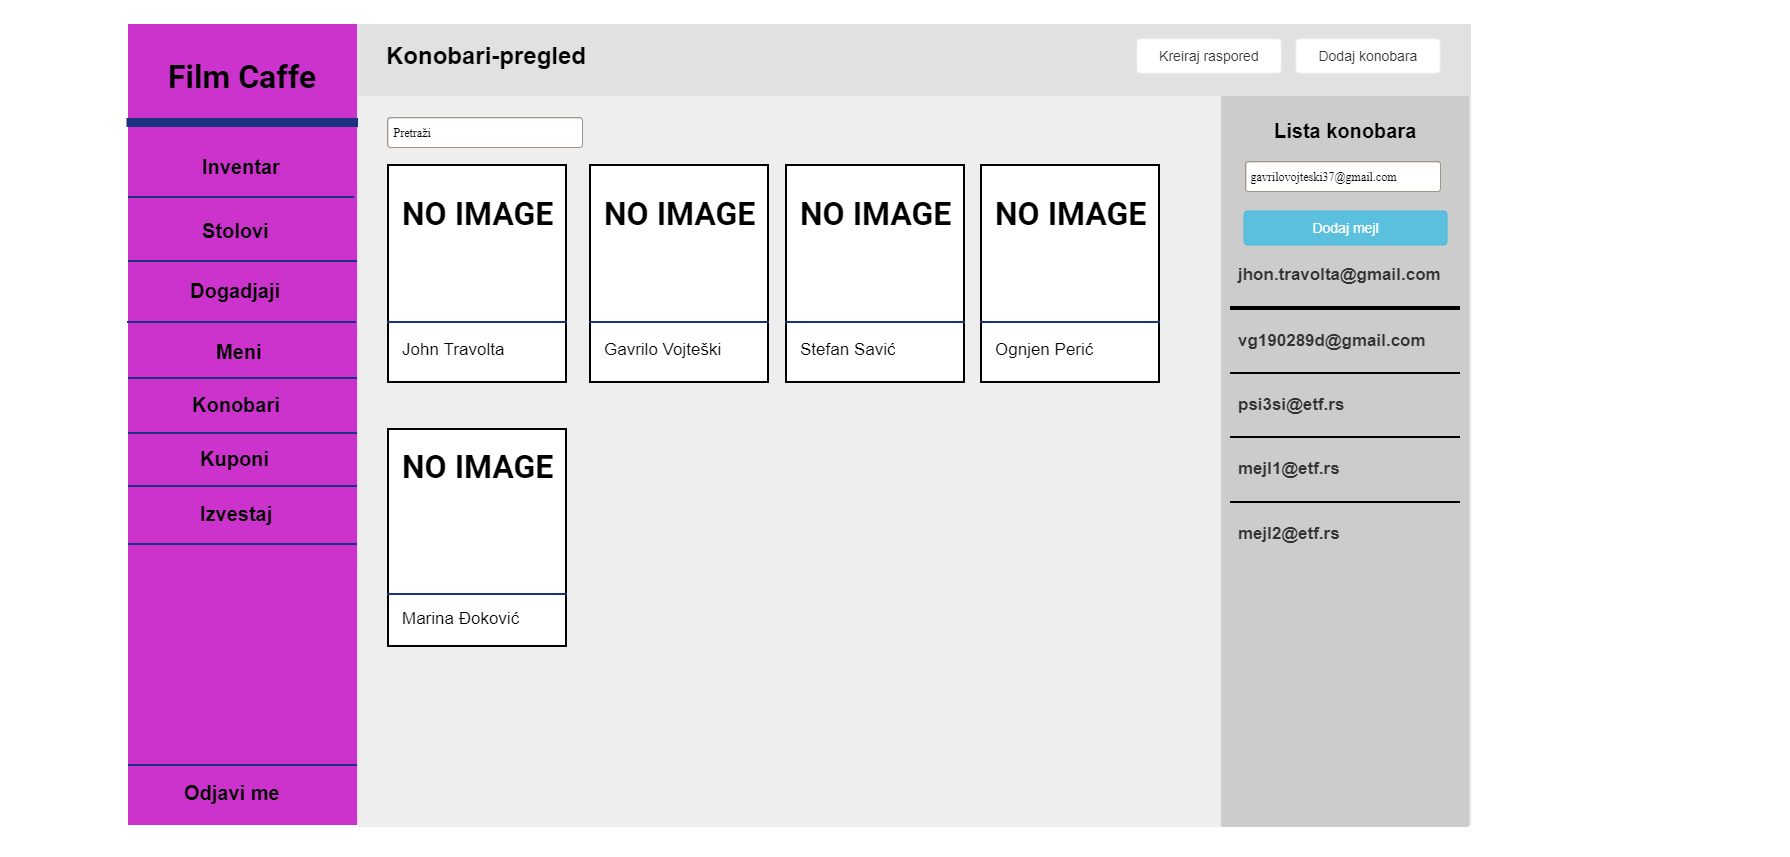 Film Caffe
Inventar
Stolovi
Dogadjaji
Meni
Konobari
Kuponi
Izvestaj
Odjavi me
Konobari-pregled
Kreiraj raspored
Dodaj konobara
Pretraži
NO IMAGE
John Travolta
NO IMAGE
Gavrilo Vojteški
NO IMAGE
Stefan Savić
NO IMAGE
Ognjen Perić
NO IMAGE
Marina Đoković
Lista konobara
gavrilovojteski37@gmail.com
Dodaj mejl
jhon.travolta@gmail.com
vg190289d@gmail.com
psi3si@etf.rs
mejl1@etf.rs
mejl2@etf.rs